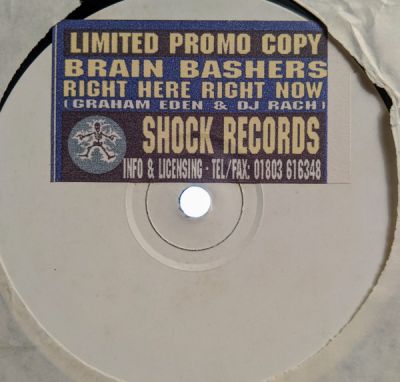 LIMITED PROMO COPY
BRAIN BASHERS
RIGHT HERE RIGHT NOW
(GRAHAM EDEN & DJ RACH)
SHOCK RECORDS
INFO & LICENSING - TEL/FAX: 01803 616348